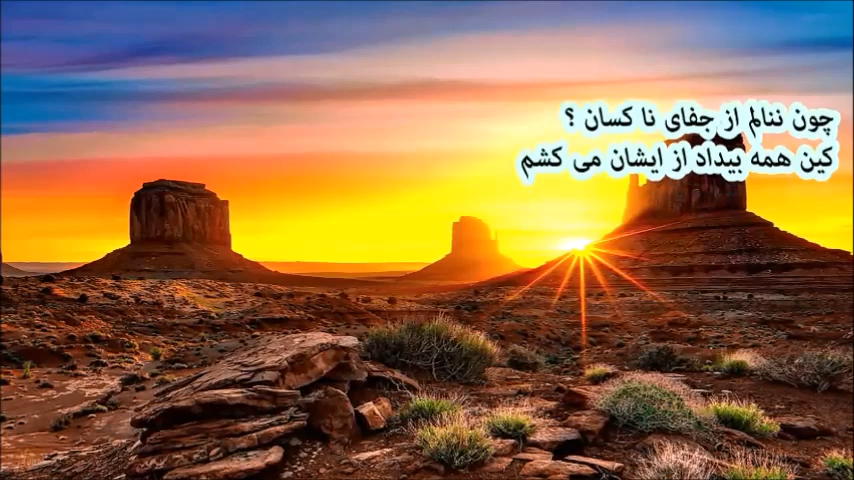 چون ننالم از جفای نا کسان ؟
کین همه بیداد از ایشان می کشم